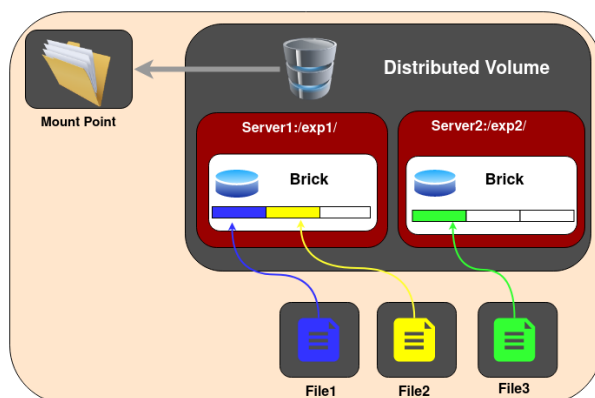 Distributed Volume
Mount Point
Server1:/exp1/
Server2:/exp2/
Brick
Brick
File1
File2
File3